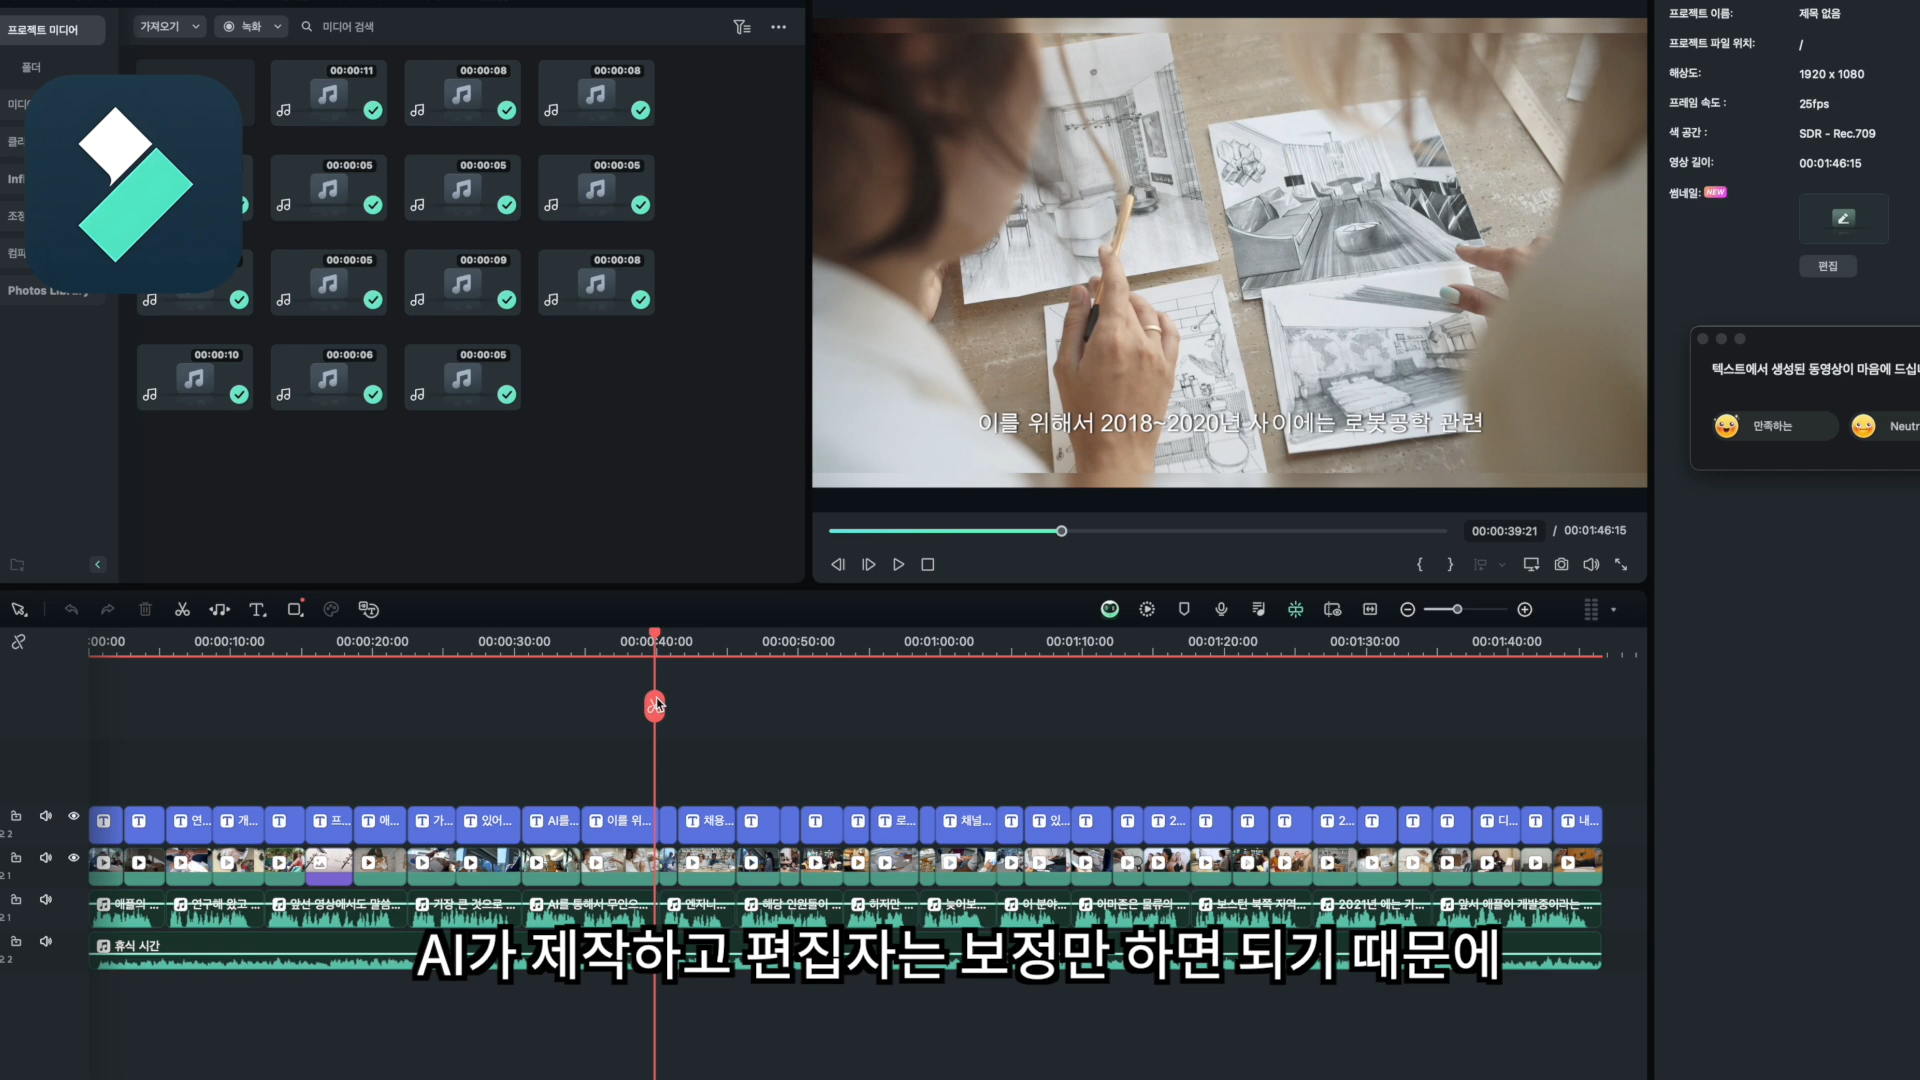 프로젝트 미디어
가져오기
녹화
미디어 검색
폴더
미디
클리
Infl
조정
컴파
Photos Library
00:00:11
00:00:08
00:00:08
00:00:05
00:00:05
00:00:05
00:00:05
00:00:09
00:00:08
00:00:10
00:00:06
00:00:05
이를 위해서 2018~2020년 사이에는 로봇공학 관련
00:00:39:21 / 00:01:46:15
프로젝트 이름: 제목 없음
프로젝트 파일 위치: /
해상도: 1920 x 1080
프레임 속도 : 25fps
색 공간 : SDR - Rec.709
영상 길이: 00:01:46:15
썸네일: NEW
편집
텍스트에서 생성된 동영상이 마음에 드십니
만족하는
Neutr
:00:00 00:00:10:00 00:00:20:00 00:00:30:00 00:00:40:00 00:00:50:00 00:01:00:00 00:01:10:00 00:01:20:00 00:01:30:00 00:01:40:00
연... 개... 프... 애... 가... 있어... AI를... 이를 위... 채용... 로... 채널... 있... 2... 2... 디... 내...
애플의 ... 연구해 왔고 ... 앞선 영상에서도 말씀... 가장 큰 것으로 ... AI를 통해서 무인으... 엔지니... 해당 인원들이 ... 하지만 ... 늦어보... 이 분야... 아마존은 물류의 ... 보스턴 북쪽 지역... 2021년 에는 기... 앞서 애플이 개발중이라는 ...
휴식 시간
AI가 제작하고 편집자는 보정만 하면 되기 때문에